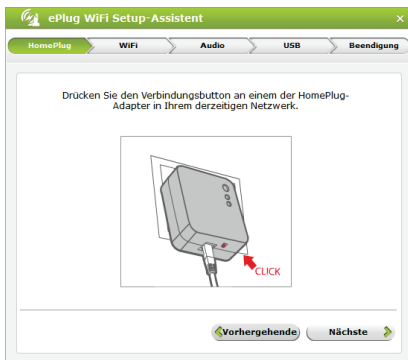 ePlug WiFi Setup-Assistent
HomePlug WiFi Audio USB Beendigung
Drücken Sie den Verbindungsbutton an einem der HomePlug-
Adapter in Ihrem derzeitigen Netzwerk.
CLICK
Vorhergehende Nächste